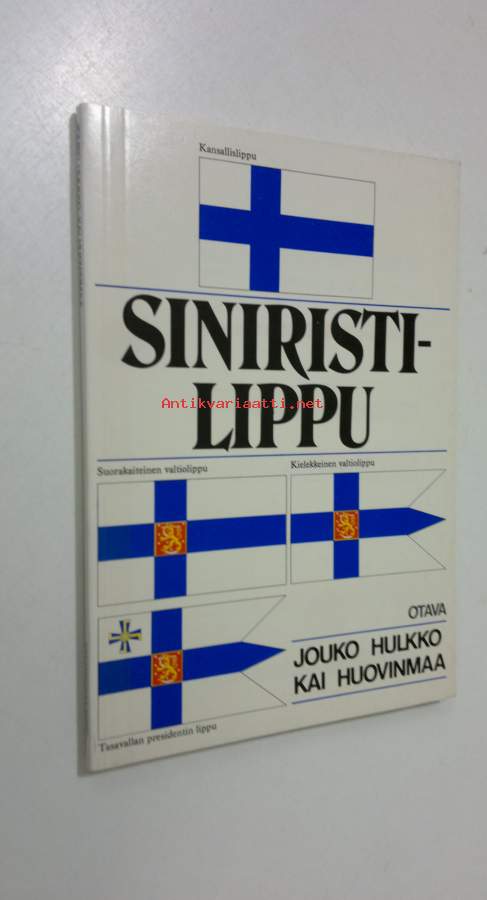 Kansallislippu
SINIRISTI-
LIPPU
Antikvariaatti.net
Suorakaiteinen valtiolippu
Kielekkeinen valtiolippu
OTAVA
JOUKO HULKKO
KAI HUOVINMAA
Tasavallan presidentin lippu